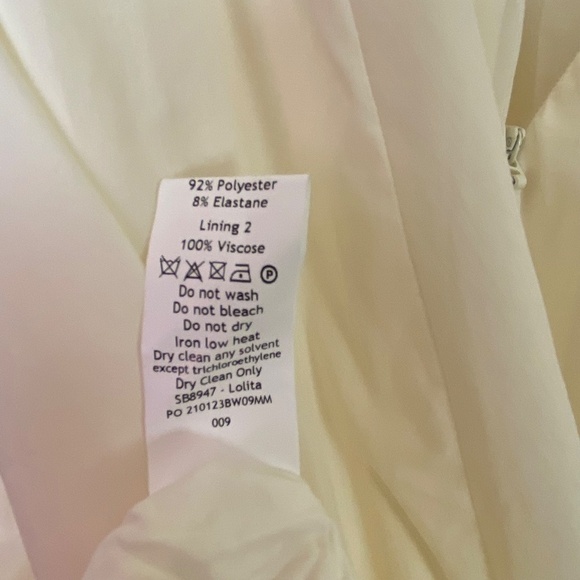 92% Polyester
8% Elastane
Lining 2
100% Viscose
P
Do not wash
Do not bleach
Do not dry
Iron low heat
Dry clean any solvent
except trichloroethylene
Dry Clean Only
SB8947 - Lolita
PO 210123BW09MM
009